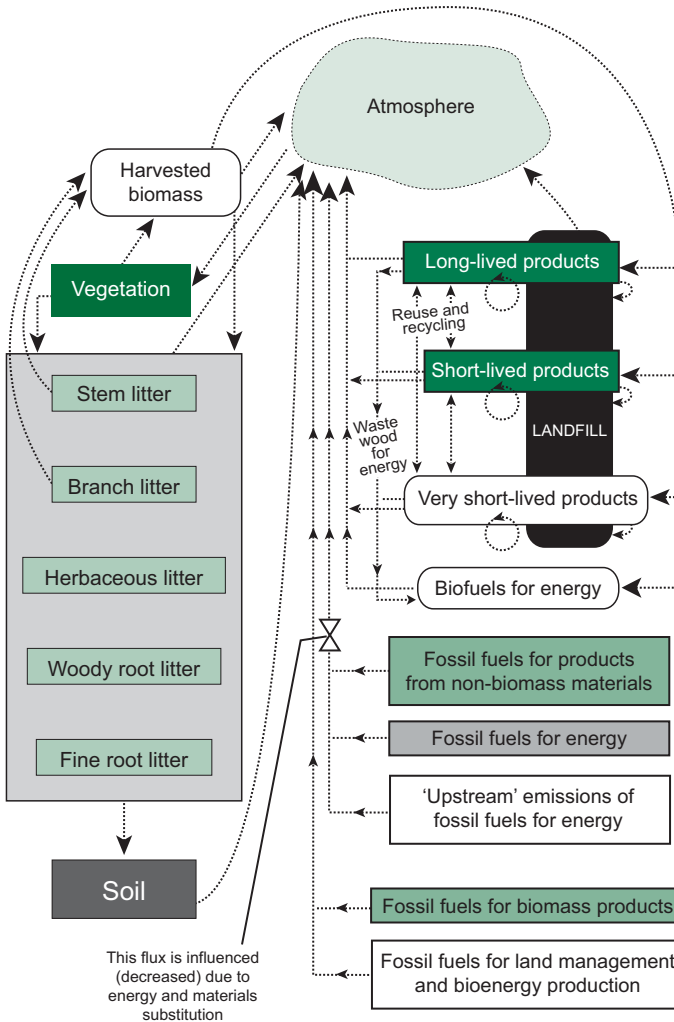 Atmosphere
Harvested
biomass
Vegetation
Stem litter
Branch litter
Herbaceous litter
Woody root litter
Fine root litter
Soil
This flux is influenced
(decreased) due to
energy and materials
substitution
Long-lived products
Reuse and
recycling
Short-lived products
LANDFILL
Waste
wood
for
energy
Very short-lived products
Biofuels for energy
Fossil fuels for products
from non-biomass materials
Fossil fuels for energy
‘Upstream’ emissions of
fossil fuels for energy
Fossil fuels for biomass products
Fossil fuels for land management
and bioenergy production